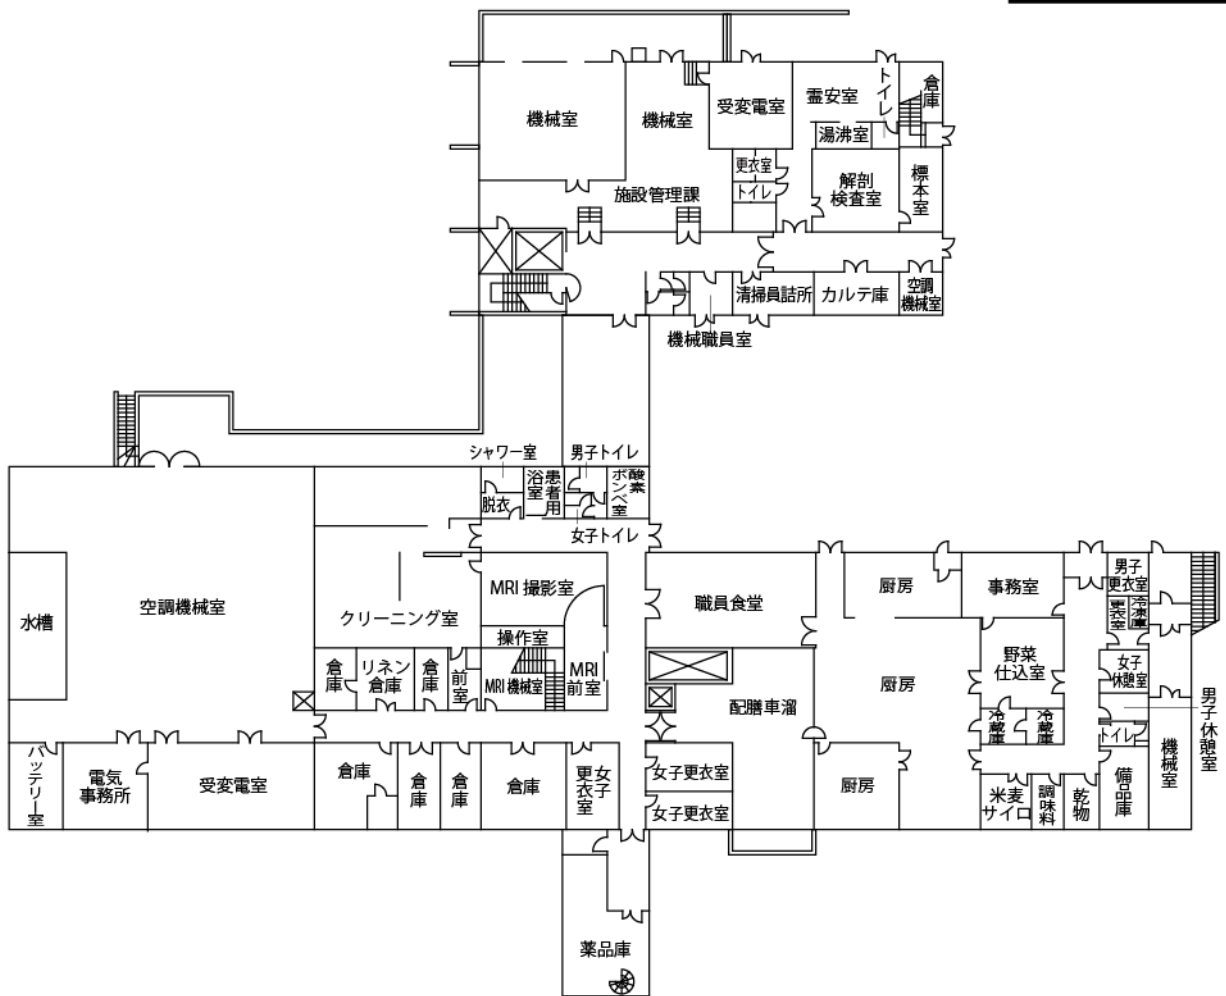 機械室
機械室
受変電室
霊安室
トイレ
倉庫
湯沸室
更衣室
トイレ
解剖
検査室
標本室
施設管理課
清掃員詰所
カルテ庫
空調
機械室
機械職員室
シャワー室
脱衣
患者用
浴室
男子トイレ
酸素
ボンベ室
女子トイレ
水槽
空調機械室
クリーニング室
MRI 撮影室
操作室
MRI 機械室
MRI
前室
倉庫
リネン
倉庫
倉庫
前室
職員食堂
厨房
事務室
男子
更衣室
更衣室
冷凍庫
野菜
仕込室
女子
休憩室
男子休憩室
厨房
配膳車溜
冷蔵庫
冷蔵庫
トイレ
機械室
バッテリー室
電気
事務所
受変電室
倉庫
倉庫
倉庫
倉庫
女子
更衣室
女子更衣室
女子更衣室
厨房
米麦
サイロ
調味料
乾物
備品庫
薬品庫